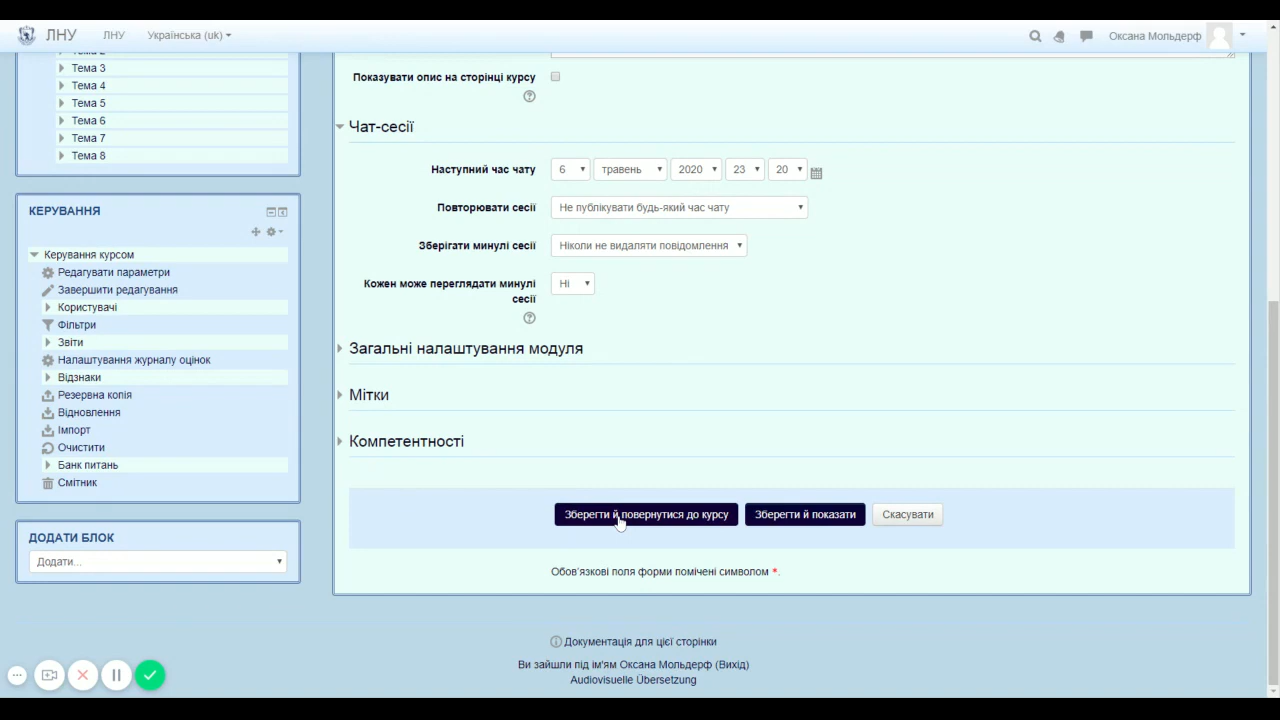 ЛНУ
ЛНУ
Українська (uk)
Оксана Мольдерф
Тема 2
Тема 3
Тема 4
Тема 5
Тема 6
Тема 7
Тема 8
КЕРУВАННЯ
Керування курсом
Редагувати параметри
Завершити редагування
Користувачі
Фільтри
Звіти
Налаштування журналу оцінок
Відзнаки
Резервна копія
Відновлення
Імпорт
Очистити
Банк питань
Смітник
ДОДАТИ БЛОК
Додати...
Показувати опис на сторінці курсу
Чат-сесії
Наступний час чату 6 травень 2020 23 20
Повторювати сесії Не публікувати будь-який час чату
Зберігати минулі сесії Ніколи не видаляти повідомлення
Кожен може переглядати минулі Ні
сесії
Загальні налаштування модуля
Мітки
Компетентності
Зберегти й повернутися до курсу Зберегти й показати Скасувати
Обов’язкові поля форми помічені символом *.
Документація для цієї сторінки
Ви зайшли під ім'ям Оксана Мольдерф (Вихід)
Audiovisuelle Übersetzung